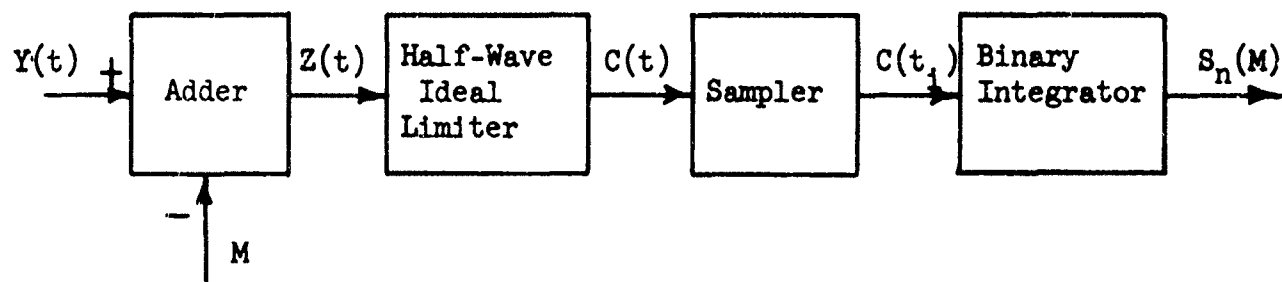 Y(t) +
Adder
−
M
Z(t)
Half-Wave
Ideal
Limiter
C(t)
Sampler
C(t_i)
Binary
Integrator
S_n(M)